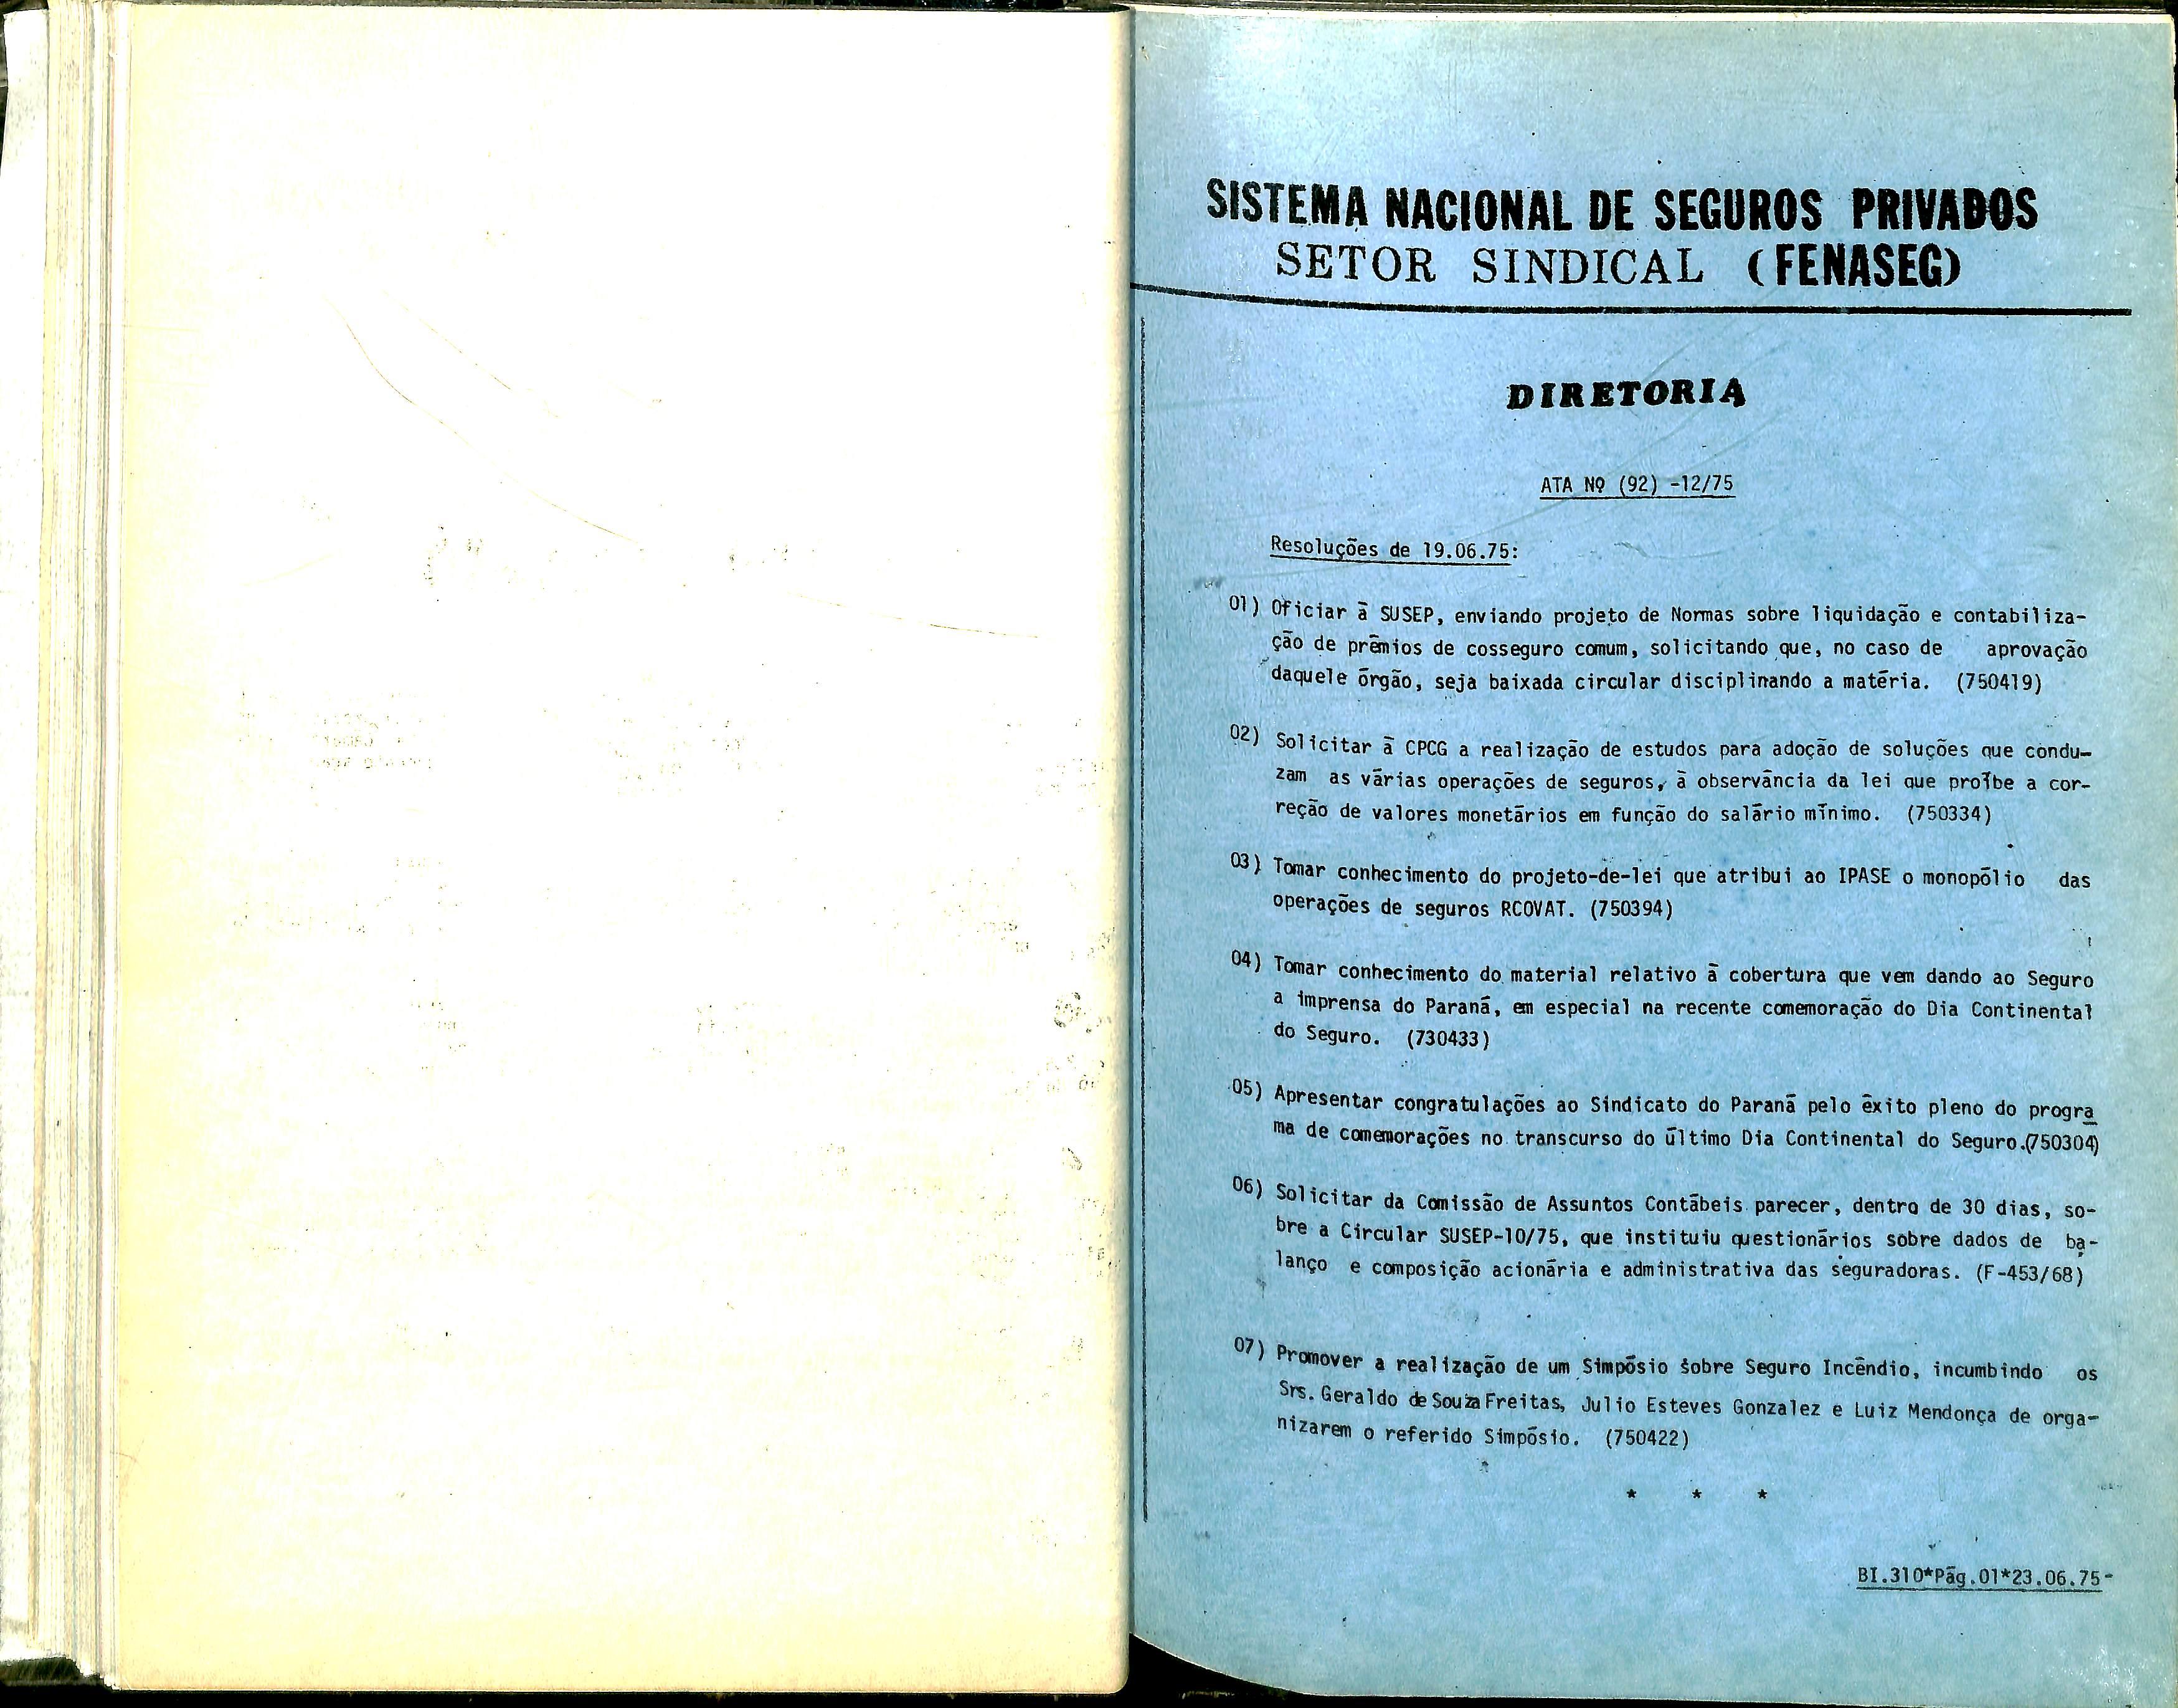 SISTEMA NACIONAL DE SEGUROS PRIVADOS
SETOR SINDICAL (FENASEG)
DIRETORIA
ATA Nº (92) -12/75
Resoluções de 19.06.75:
01) Oficiar à SUSEP, enviando projeto de Normas sobre liquidação e contabiliza-
ção de prêmios de cosseguro comum, solicitando que, no caso de aprovação
daquele órgão, seja baixada circular disciplinando a matéria. (750419)
02) Solicitar à CPCG a realização de estudos para adoção de soluções que condu-
zam as várias operações de seguros, à observância da lei que proíbe a cor-
reção de valores monetários em função do salário mínimo. (750334)
03) Tomar conhecimento do projeto-de-lei que atribui ao IPASE o monopólio das
operações de seguros RCOVAT. (750394)
04) Tomar conhecimento do material relativo à cobertura que vem dando ao Seguro
a imprensa do Paraná, em especial na recente comemoração do Dia Continental
do Seguro. (730433)
05) Apresentar congratulações ao Sindicato do Paraná pelo êxito pleno do progra
ma de comemorações no transcurso do último Dia Continental do Seguro.(750304)
06) Solicitar da Comissão de Assuntos Contábeis parecer, dentro de 30 dias, so-
bre a Circular SUSEP-10/75, que instituiu questionários sobre dados de ba-
lanço e composição acionária e administrativa das seguradoras. (F-453/68)
07) Promover a realização de um Simpósio sobre Seguro Incêndio, incumbindo os
Srs. Geraldo de Souza Freitas, Julio Esteves Gonzalez e Luiz Mendonça de orga-
nizarem o referido Simpósio. (750422)
* * *
BI.310*Pág.01*23.06.75